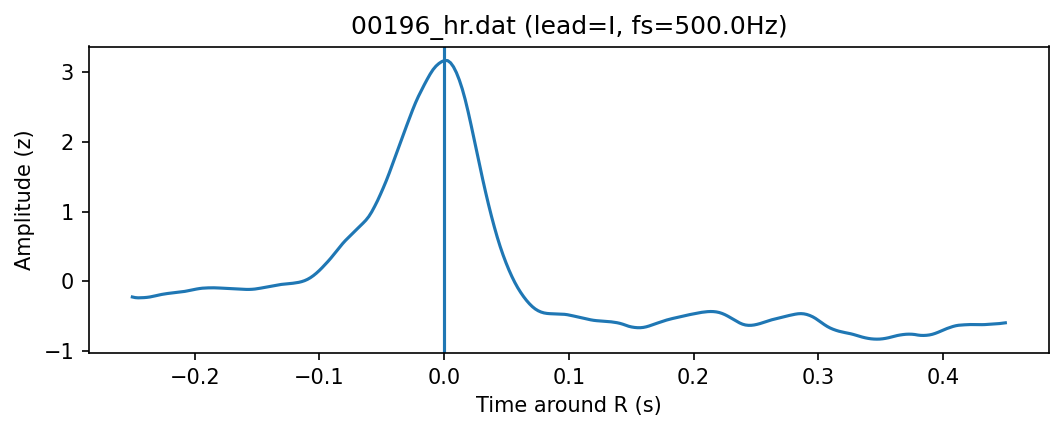 00196_hr.dat (lead=I, fs=500.0Hz)
Amplitude (z)
3
2
1
0
−1
−0.2 −0.1 0.0 0.1 0.2 0.3 0.4
Time around R (s)